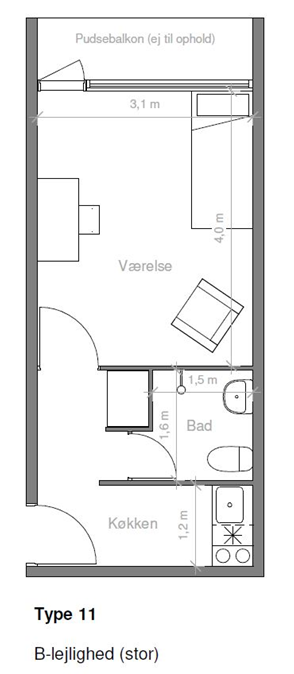 Pudsebalkon (ej til ophold)
3,1 m
4,0 m
Værelse
1,5 m
1,6 m
Bad
Køkken
1,2 m
Type 11
B-lejlighed (stor)